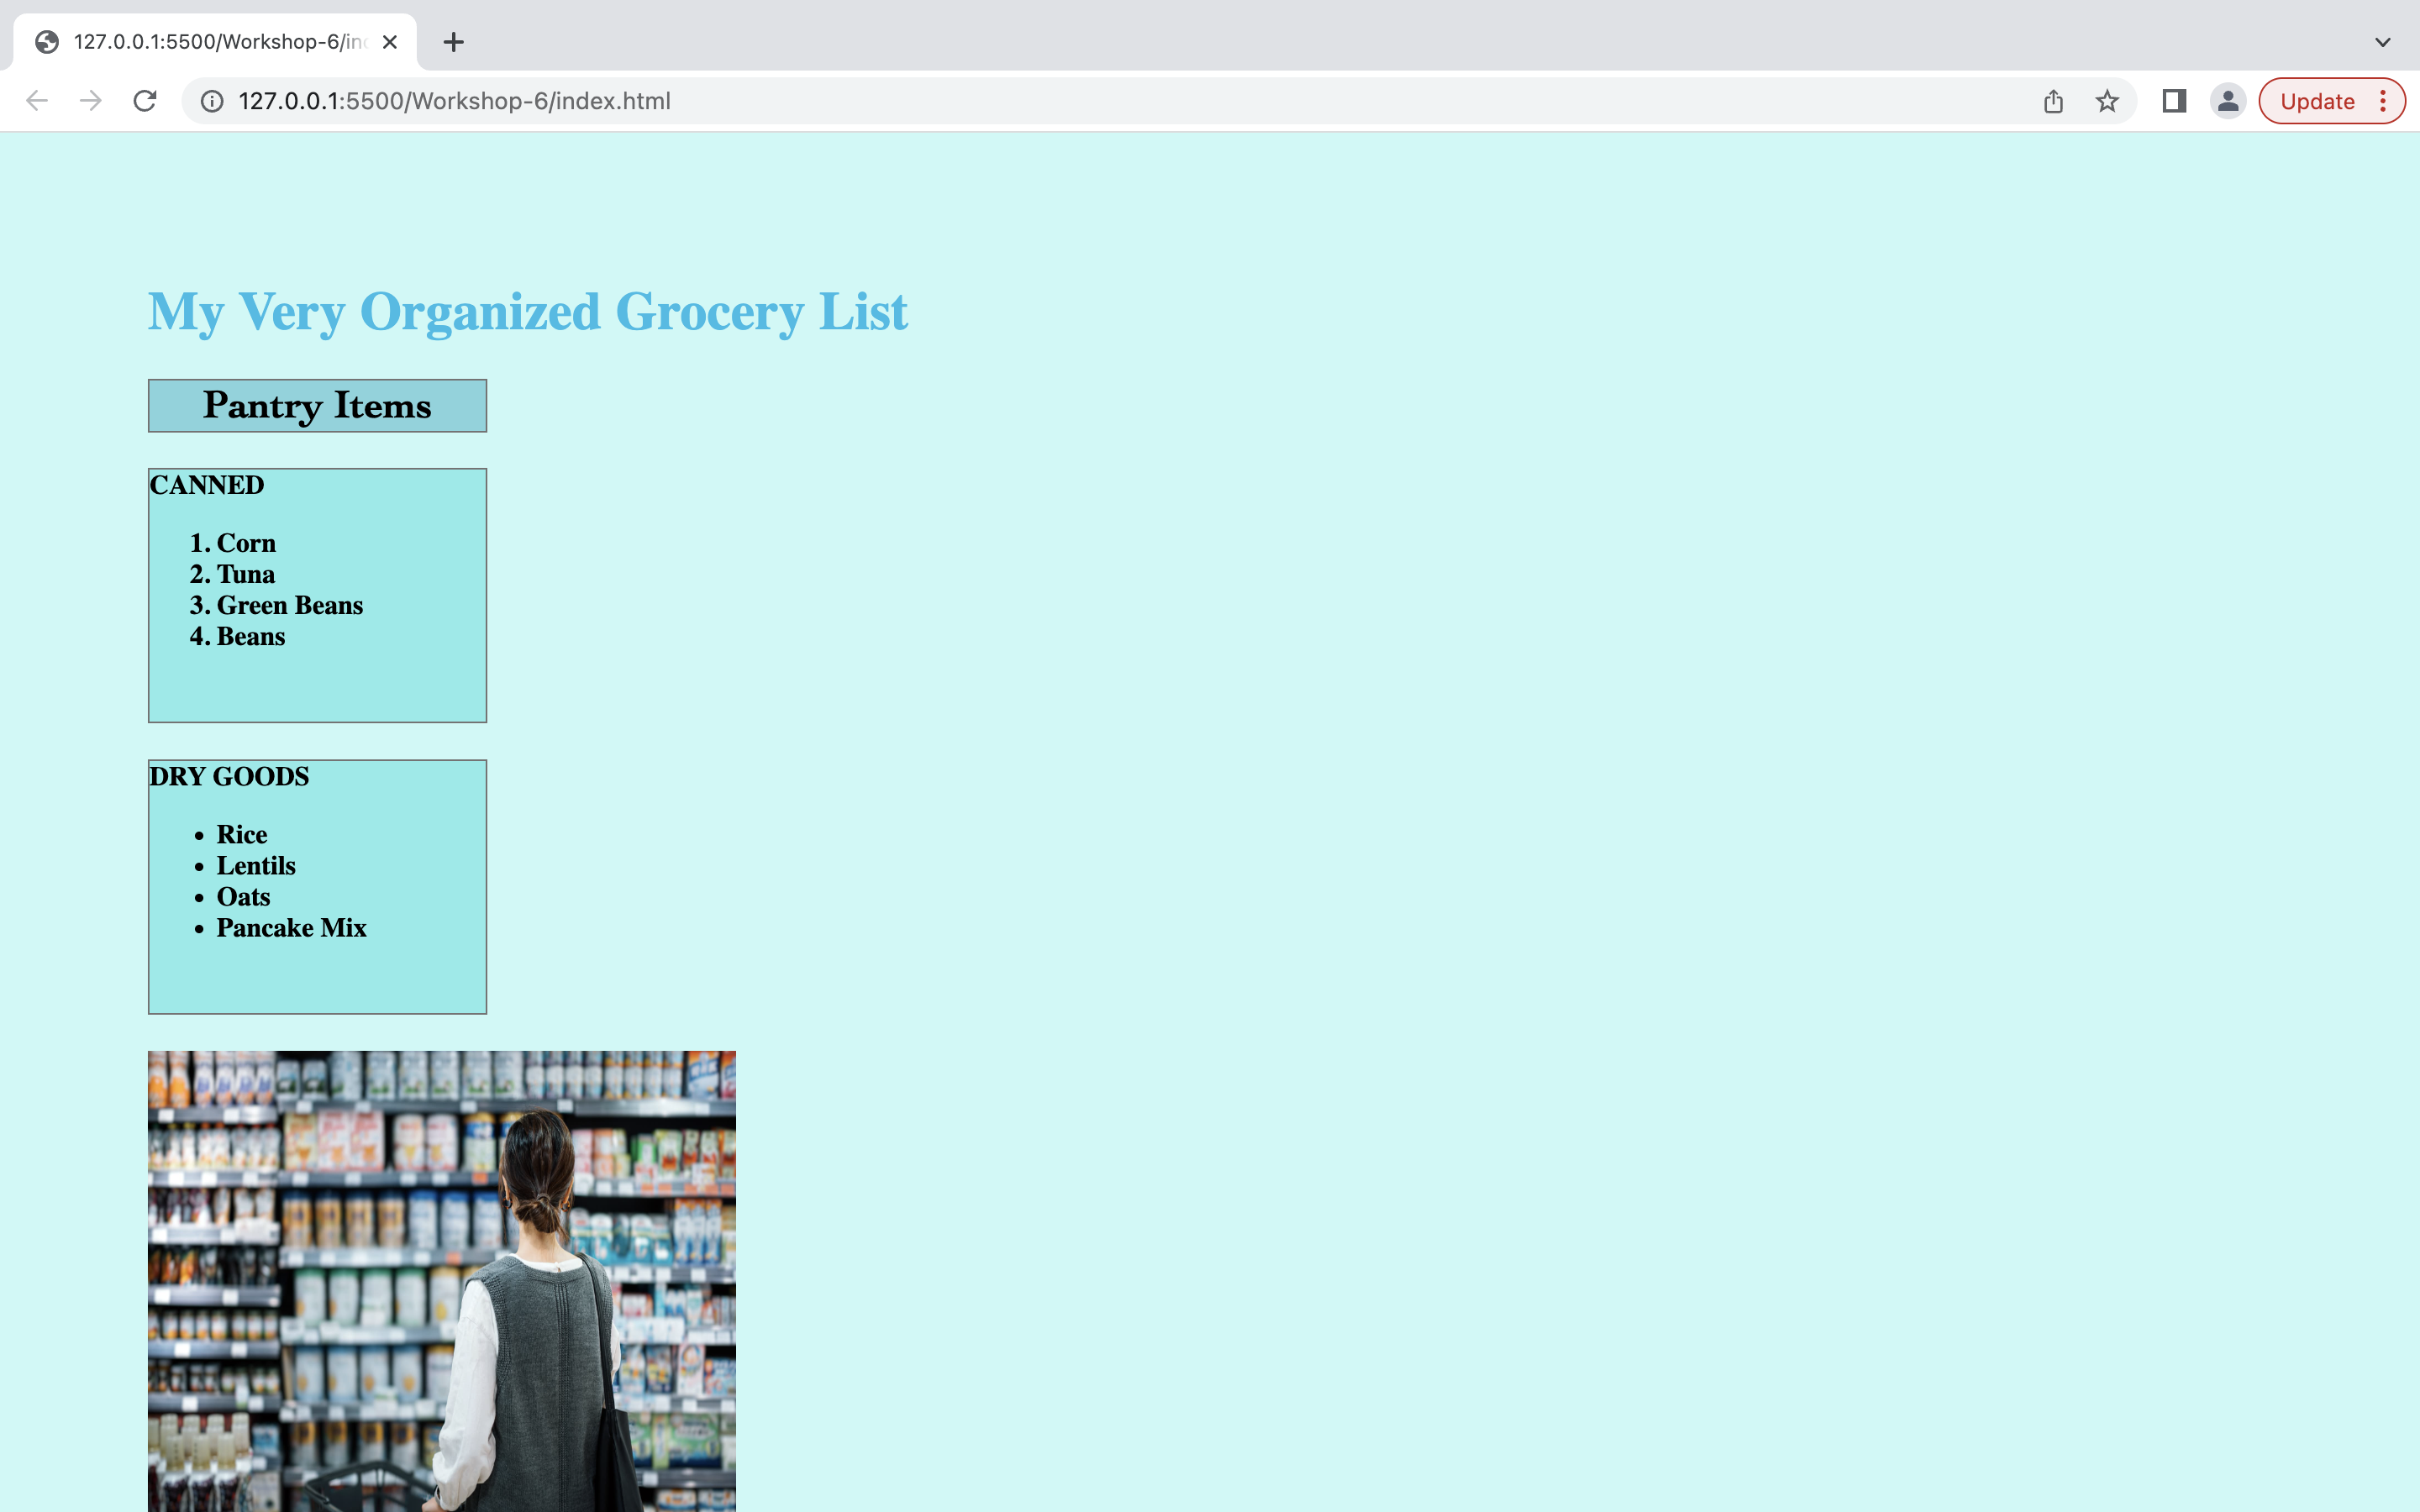 127.0.0.1:5500/Workshop-6/in
127.0.0.1:5500/Workshop-6/index.html
Update
My Very Organized Grocery List
Pantry Items
CANNED
1. Corn
2. Tuna
3. Green Beans
4. Beans
DRY GOODS
• Rice
• Lentils
• Oats
• Pancake Mix